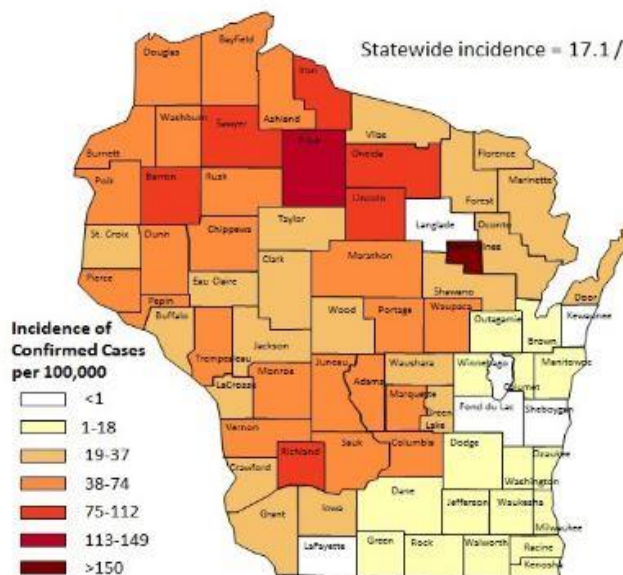 Statewide incidence = 17.1 /
Bayfield
Douglas
Iron
Ashland
Vilas
Washburn
Sawyer
Florence
Burnett
Oneida
Marinette
Polk
Barron
Rusk
Forest
Lincoln
Langlade
Oconto
Taylor
St. Croix
Dunn
Chippewa
Marathon
Clark
Pierce
Eau Claire
Shawano
Door
Pepin
Buffalo
Wood
Portage
Waupaca
Kewaunee
Outagamie
Brown
Trempealeau
Jackson
Juneau
Adams
Waushara
Winnebago
Calumet
Manitowoc
LaCrosse
Monroe
Marquette
Green
Lake
Fond du Lac
Sheboygan
Vernon
Richland
Sauk
Columbia
Dodge
Ozaukee
Washington
Crawford
Dane
Jefferson
Waukesha
Milwaukee
Grant
Iowa
LaFayette
Green
Rock
Walworth
Racine
Kenosha
Incidence of
Confirmed Cases
per 100,000
<1
1-18
19-37
38-74
75-112
113-149
>150